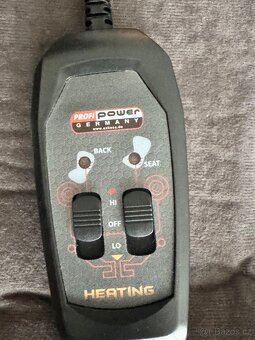 PROFI power
GERMANY
BACK
SEAT
HI
OFF
LO
HEATING